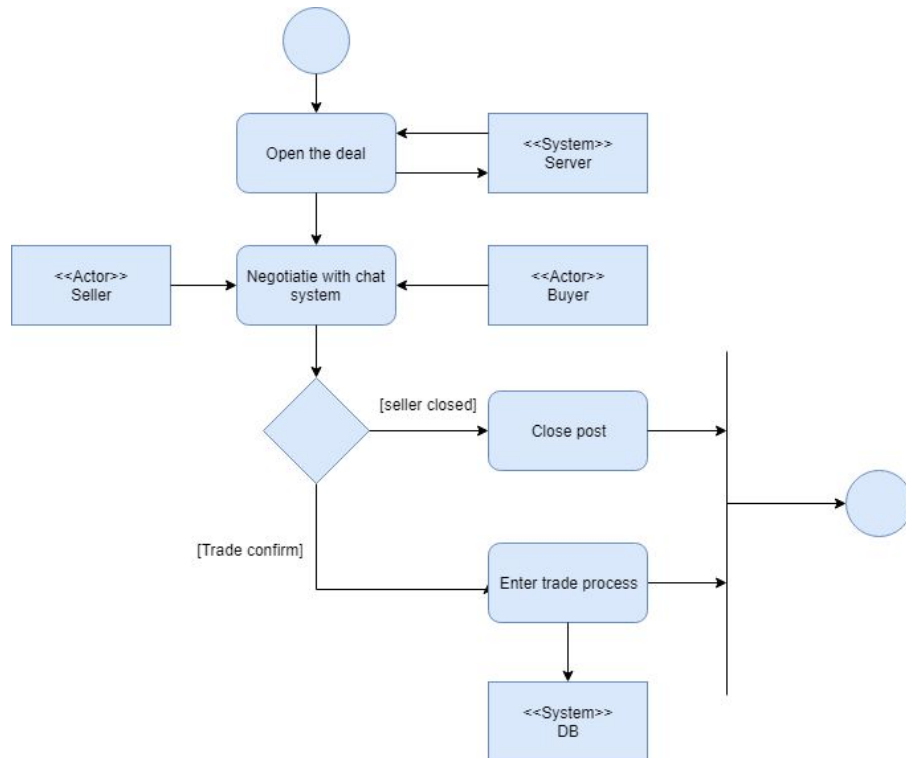 Open the deal
<<System>>
Server
<<Actor>>
Seller
Negotiatie with chat
system
<<Actor>>
Buyer
[seller closed]
Close post
[Trade confirm]
Enter trade process
<<System>>
DB